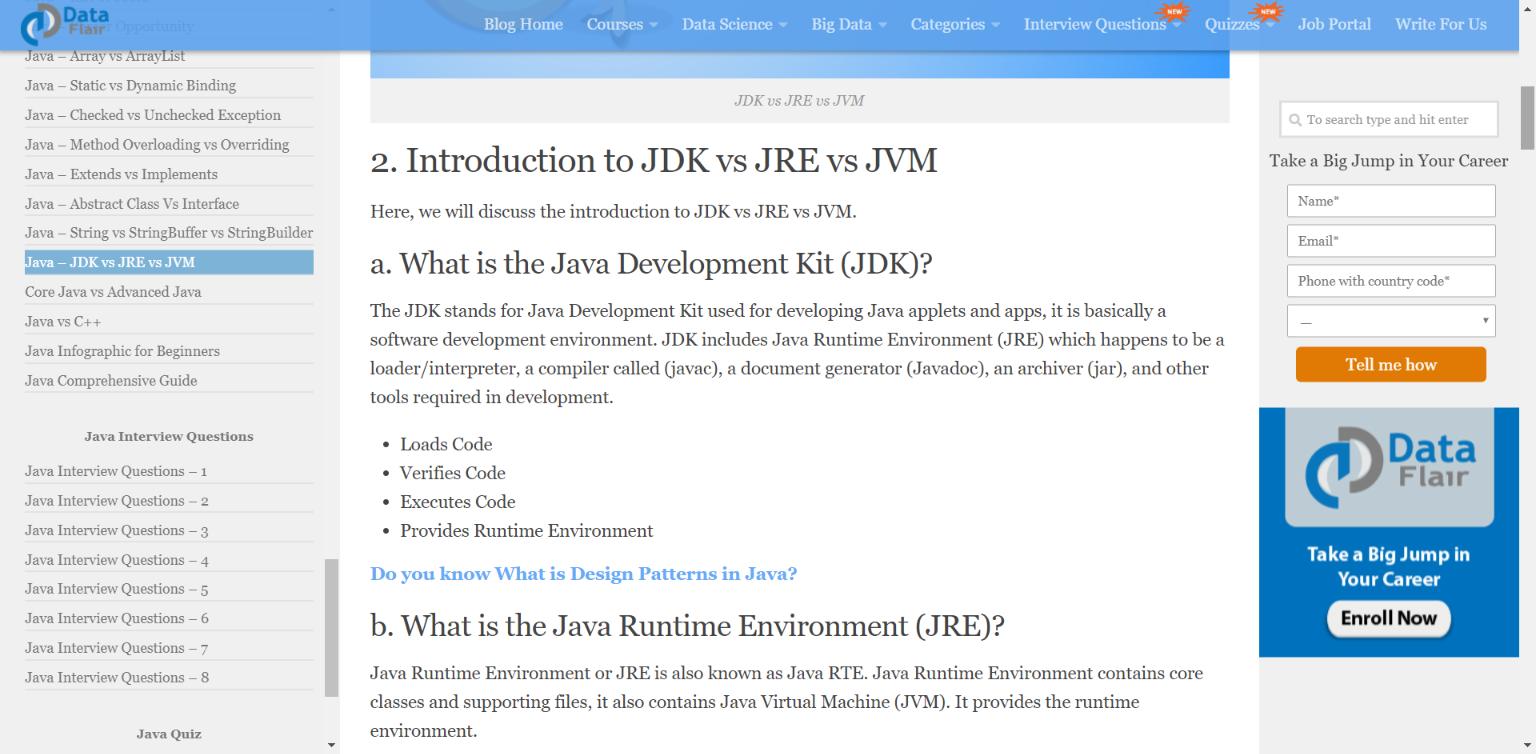 Data
Flair
Blog Home
Courses
Data Science
Big Data
Categories
Interview Questions
NEW
Quizzes
NEW
Job Portal
Write For Us
Opportunity
Java – Array vs ArrayList
Java – Static vs Dynamic Binding
Java – Checked vs Unchecked Exception
Java – Method Overloading vs Overriding
Java – Extends vs Implements
Java – Abstract Class Vs Interface
Java – String vs StringBuffer vs StringBuilder
Java – JDK vs JRE vs JVM
Core Java vs Advanced Java
Java vs C++
Java Infographic for Beginners
Java Comprehensive Guide
Java Interview Questions
Java Interview Questions – 1
Java Interview Questions – 2
Java Interview Questions – 3
Java Interview Questions – 4
Java Interview Questions – 5
Java Interview Questions – 6
Java Interview Questions – 7
Java Interview Questions – 8
Java Quiz
JDK vs JRE vs JVM
2. Introduction to JDK vs JRE vs JVM
Here, we will discuss the introduction to JDK vs JRE vs JVM.
a. What is the Java Development Kit (JDK)?
The JDK stands for Java Development Kit used for developing Java applets and apps, it is basically a
software development environment. JDK includes Java Runtime Environment (JRE) which happens to be a
loader/interpreter, a compiler called (javac), a document generator (Javadoc), an archiver (jar), and other
tools required in development.
• Loads Code
• Verifies Code
• Executes Code
• Provides Runtime Environment
Do you know What is Design Patterns in Java?
b. What is the Java Runtime Environment (JRE)?
Java Runtime Environment or JRE is also known as Java RTE. Java Runtime Environment contains core
classes and supporting files, it also contains Java Virtual Machine (JVM). It provides the runtime
environment.
To search type and hit enter
Take a Big Jump in Your Career
Name*
Email*
Phone with country code*
—
Tell me how
Data
Flair
Take a Big Jump in
Your Career
Enroll Now